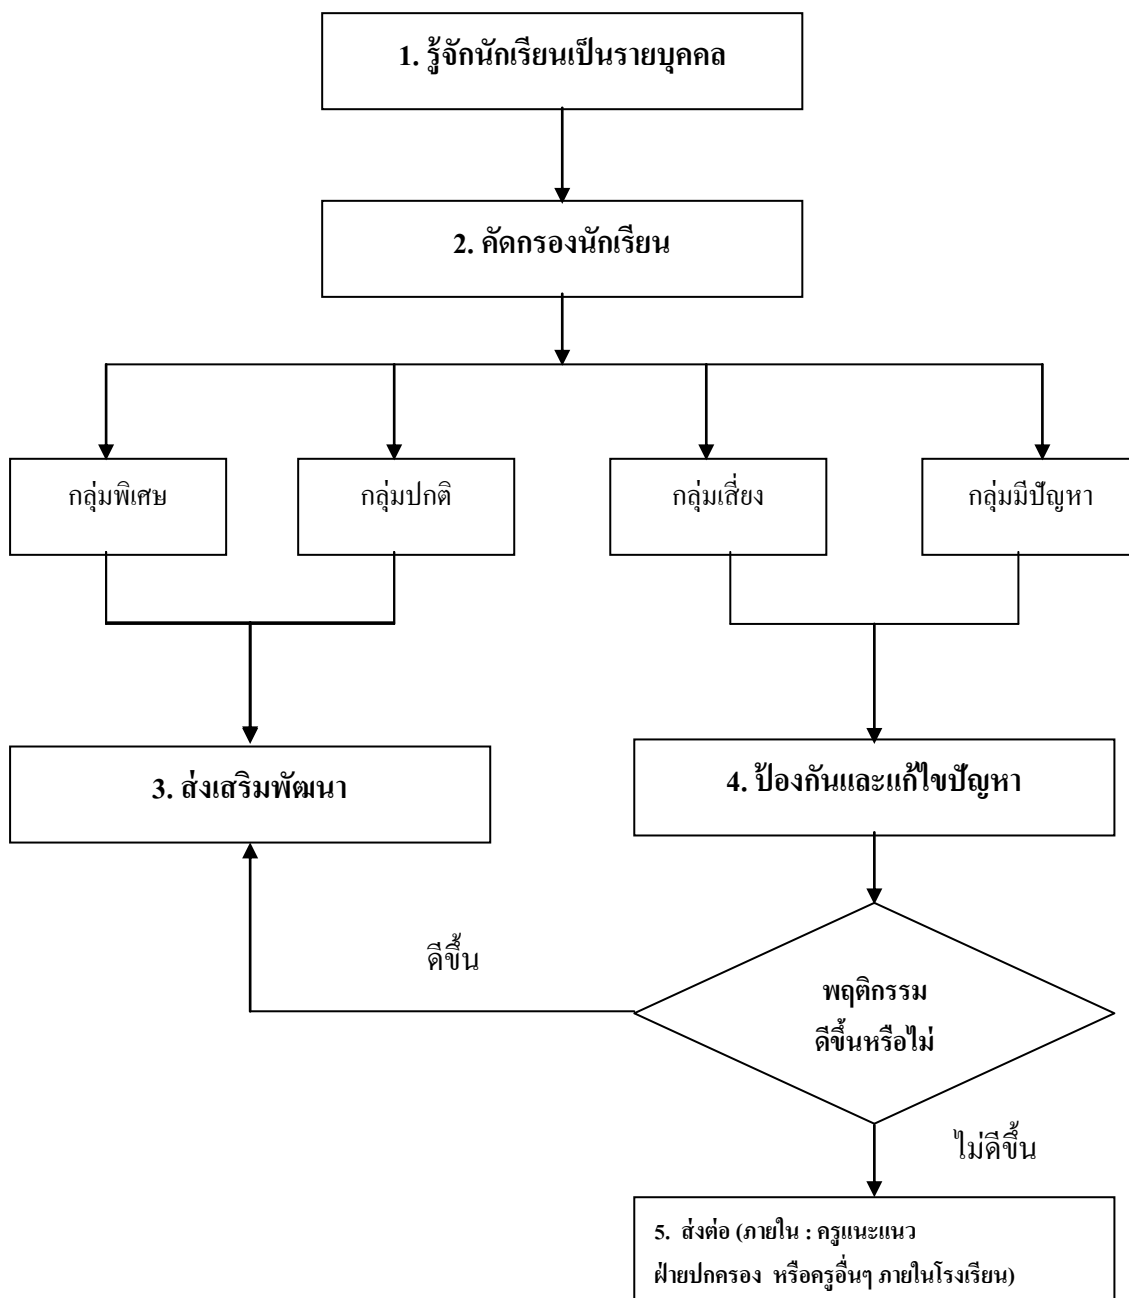 1. รู้จักนักเรียนเป็นรายบุคคล
2. คัดกรองนักเรียน
กลุ่มพิเศษ
กลุ่มปกติ
กลุ่มเสี่ยง
กลุ่มมีปัญหา
3. ส่งเสริมพัฒนา
4. ป้องกันและแก้ไขปัญหา
ดีขึ้น
พฤติกรรม
ดีขึ้นหรือไม่
ไม่ดีขึ้น
5. ส่งต่อ (ภายใน : ครูแนะแนว
ฝ่ายปกครอง หรือครูอื่นๆ ภายในโรงเรียน)